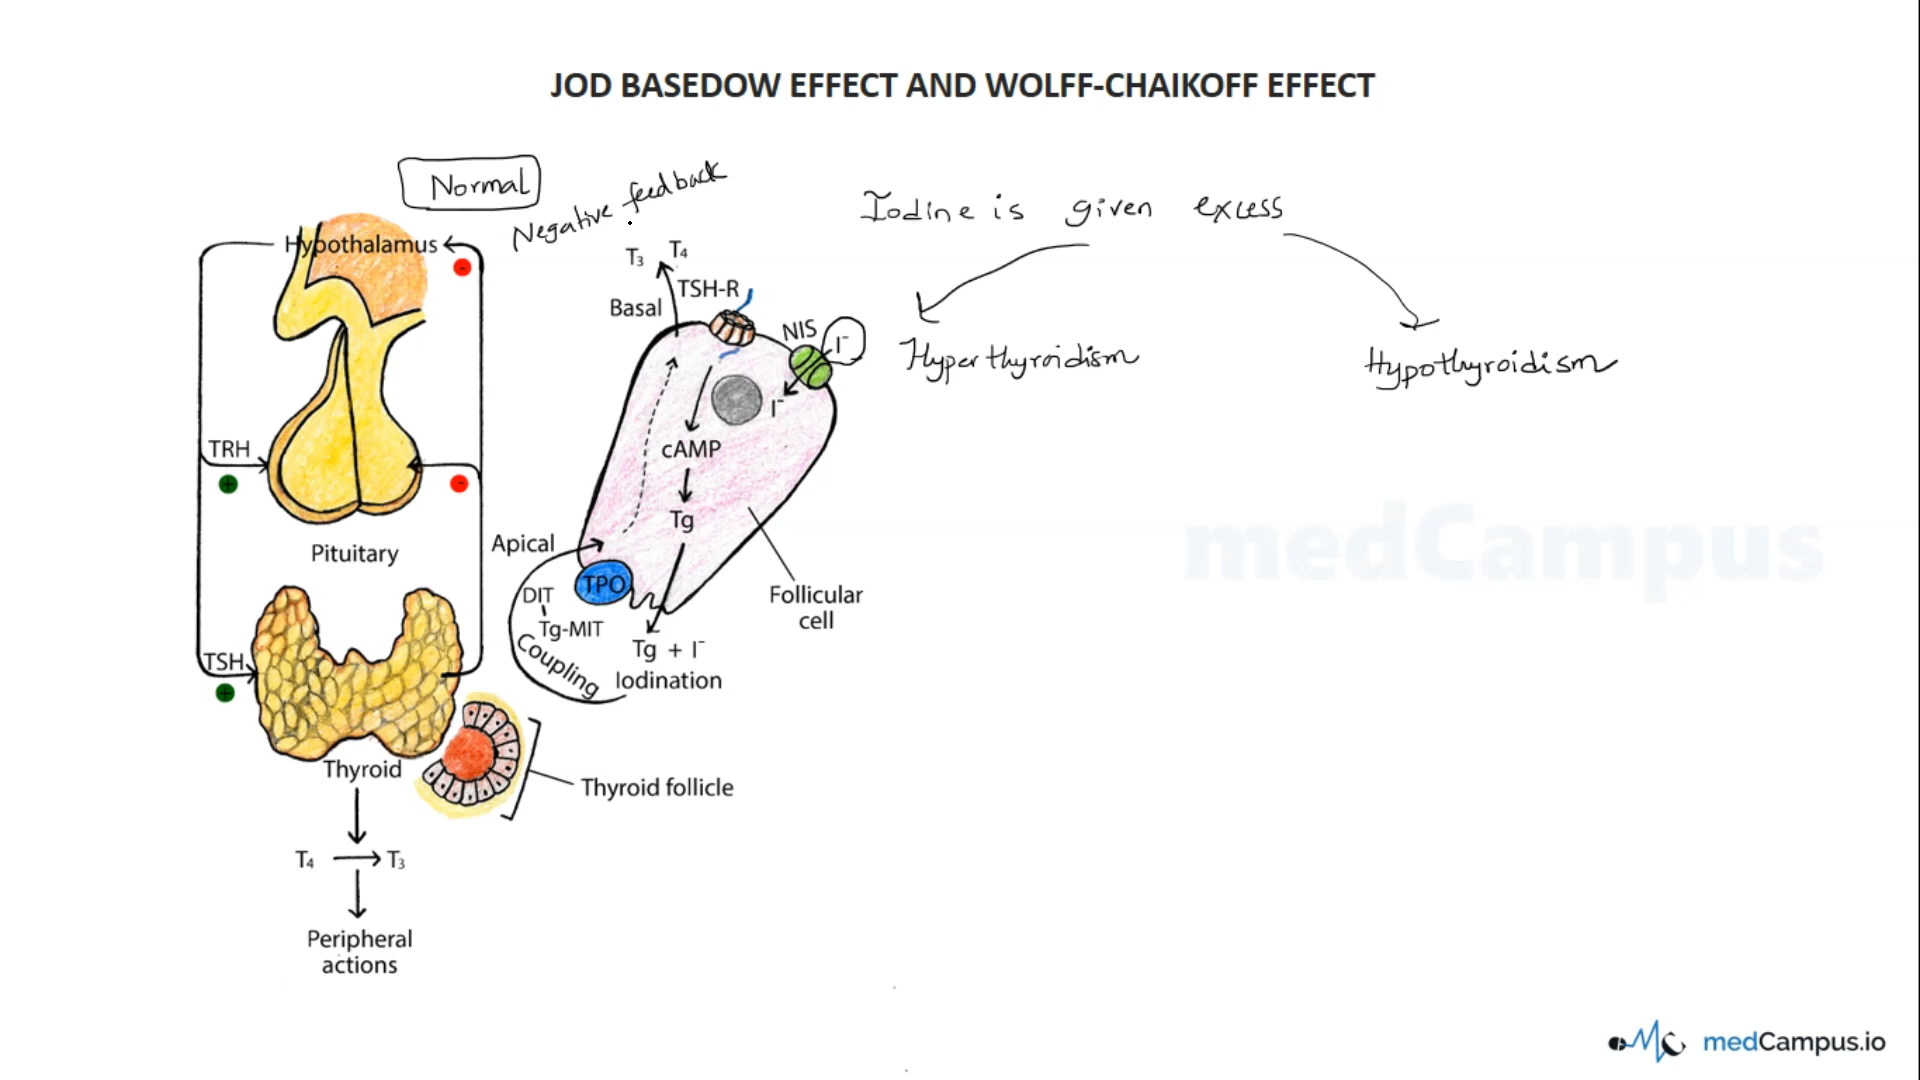 JOD BASEDOW EFFECT AND WOLFF-CHAIKOFF EFFECT
Normal
Negative feedback
Hypothalamus
-
TRH
+
-
Pituitary
TSH
+
Thyroid
T₄ T₃
Peripheral
actions
Thyroid follicle
T₃ T₄
Basal
TSH-R
NIS
I⁻
I⁻
cAMP
Tg
Apical
TPO
DIT
Tg-MIT
Coupling
Tg + I⁻
Iodination
Follicular
cell
Iodine is given excess
Hyperthyroidism
Hypothyroidism
medCampus
medCampus.io